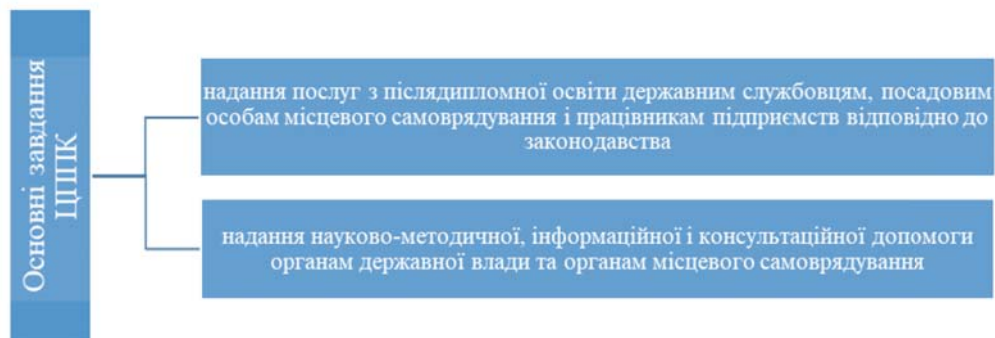 Основні завдання
ЦППК
надання послуг з післядипломної освіти державним службовцям, посадовим
особам місцевого самоврядування і працівникам підприємств відповідно до
законодавства
надання науково-методичної, інформаційної і консультаційної допомоги
органам державної влади та органам місцевого самоврядування